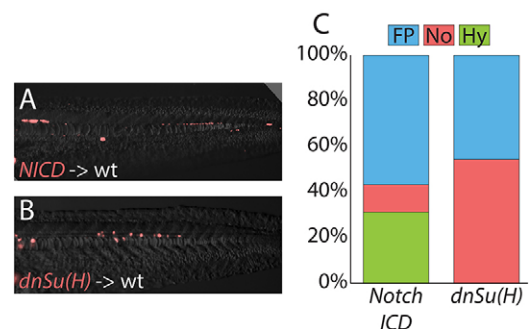 A
NICD -> wt
B
dnSu(H) -> wt
C
FP No Hy
100%
80%
60%
40%
20%
0%
Notch ICD
dnSu(H)